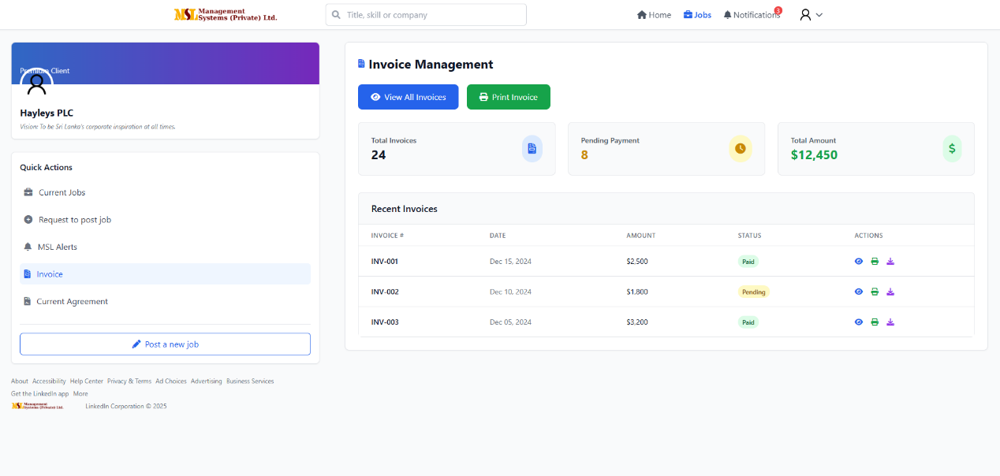 MSL Management
Systems (Private) Ltd.
Title, skill or company
Home
Jobs
Notifications
3
Premium Client
Hayleys PLC
Vision: To be Sri Lanka's corporate inspiration at all times.
Quick Actions
Current Jobs
Request to post job
MSL Alerts
Invoice
Current Agreement
Post a new job
About Accessibility Help Center Privacy & Terms Ad Choices Advertising Business Services
Get the LinkedIn app More
MSL Management
Systems (Private) Ltd.
LinkedIn Corporation © 2025
Invoice Management
View All Invoices
Print Invoice
Total Invoices
24
Pending Payment
8
Total Amount
$12,450
$
Recent Invoices
INVOICE # DATE AMOUNT STATUS ACTIONS
INV-001 Dec 15, 2024 $2,500 Paid
INV-002 Dec 10, 2024 $1,800 Pending
INV-003 Dec 05, 2024 $3,200 Paid